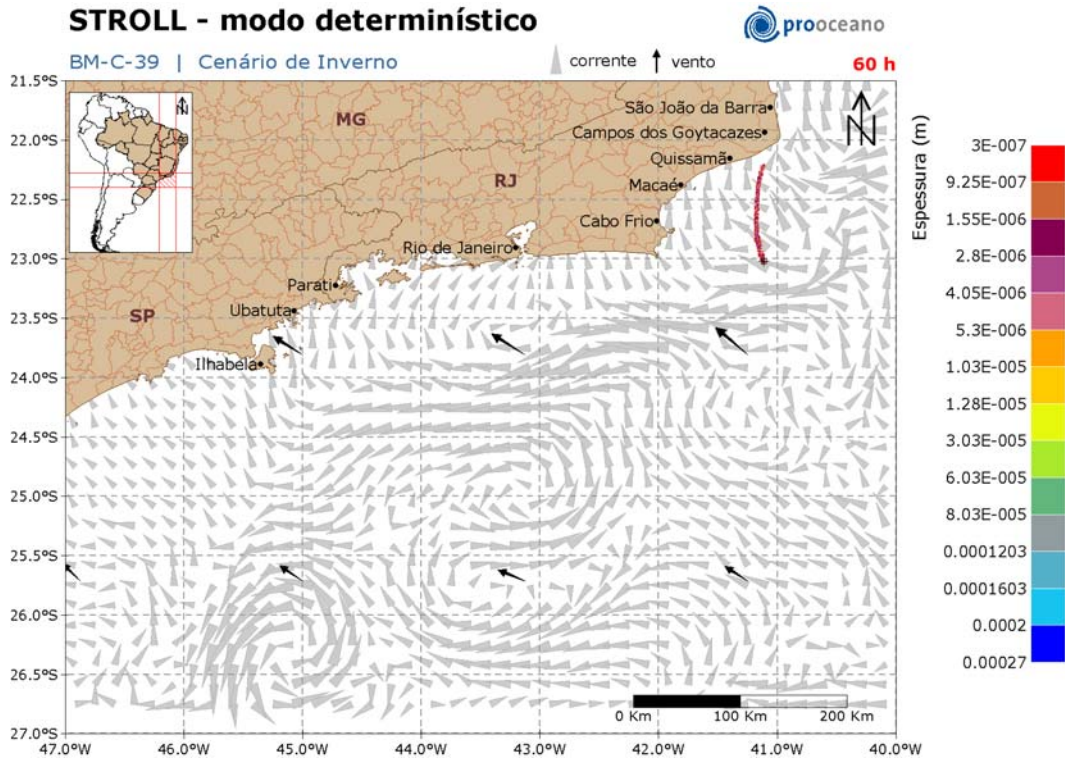 STROLL - modo determinístico
prooceano
BM-C-39 | Cenário de Inverno
corrente
vento
60 h
21.5°S
22.0°S
22.5°S
23.0°S
23.5°S
24.0°S
24.5°S
25.0°S
25.5°S
26.0°S
26.5°S
27.0°S
N
N
MG
RJ
SP
São João da Barra
Campos dos Goytacazes
Quissamã
Macaé
Cabo Frio
Rio de Janeiro
Parati
Ubatuta
Ilhabela
0 Km
100 Km
200 Km
47.0°W
46.0°W
45.0°W
44.0°W
43.0°W
42.0°W
41.0°W
40.0°W
Espessura (m)
3E-007
9.25E-007
1.55E-006
2.8E-006
4.05E-006
5.3E-006
1.03E-005
1.28E-005
3.03E-005
6.03E-005
8.03E-005
0.0001203
0.0001603
0.0002
0.00027